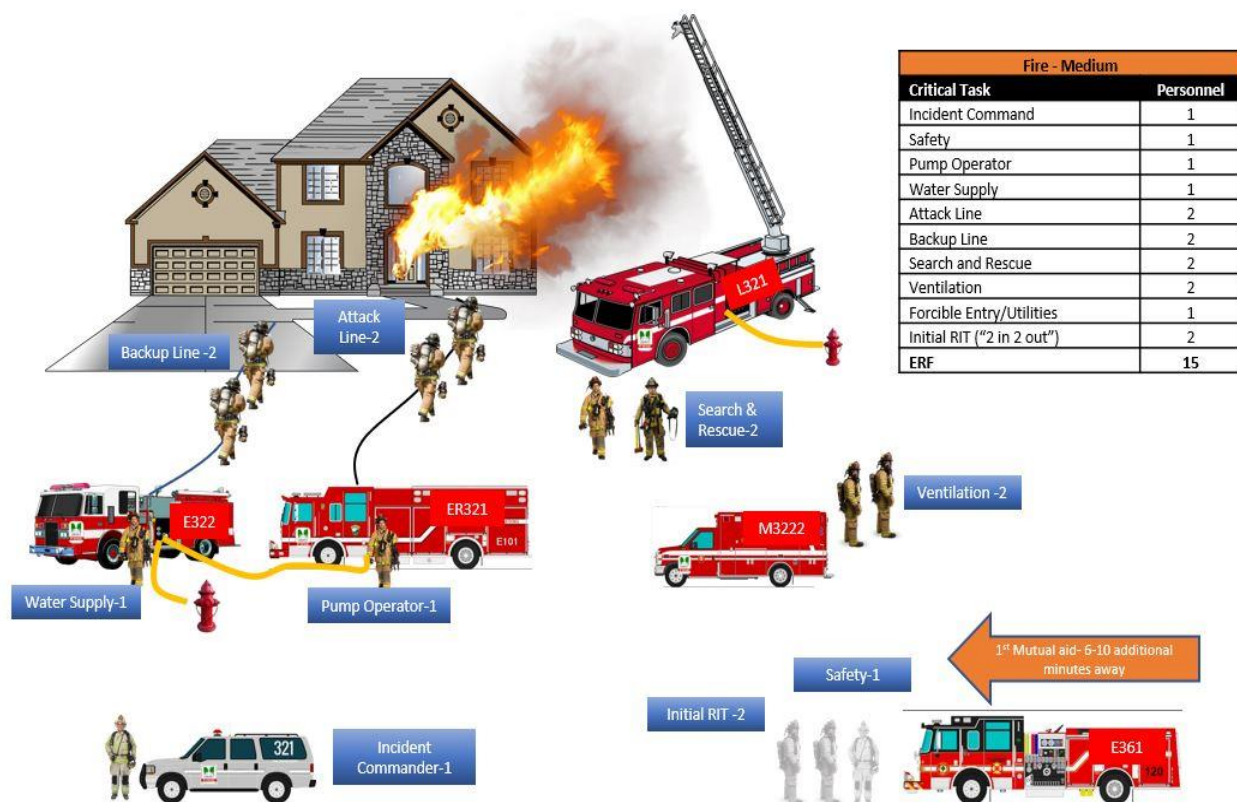 Fire - Medium
Critical Task Personnel
Incident Command 1
Safety 1
Pump Operator 1
Water Supply 1
Attack Line 2
Backup Line 2
Search and Rescue 2
Ventilation 2
Forcible Entry/Utilities 1
Initial RIT (“2 in 2 out”) 2
ERF 15
L321
Attack
Line-2
Backup Line -2
Search &
Rescue-2
Ventilation -2
E322
ER321
E101
M3222
Water Supply-1
Pump Operator-1
1st Mutual aid- 6-10 additional
minutes away
Safety-1
Initial RIT -2
321
Incident
Commander-1
E361
120